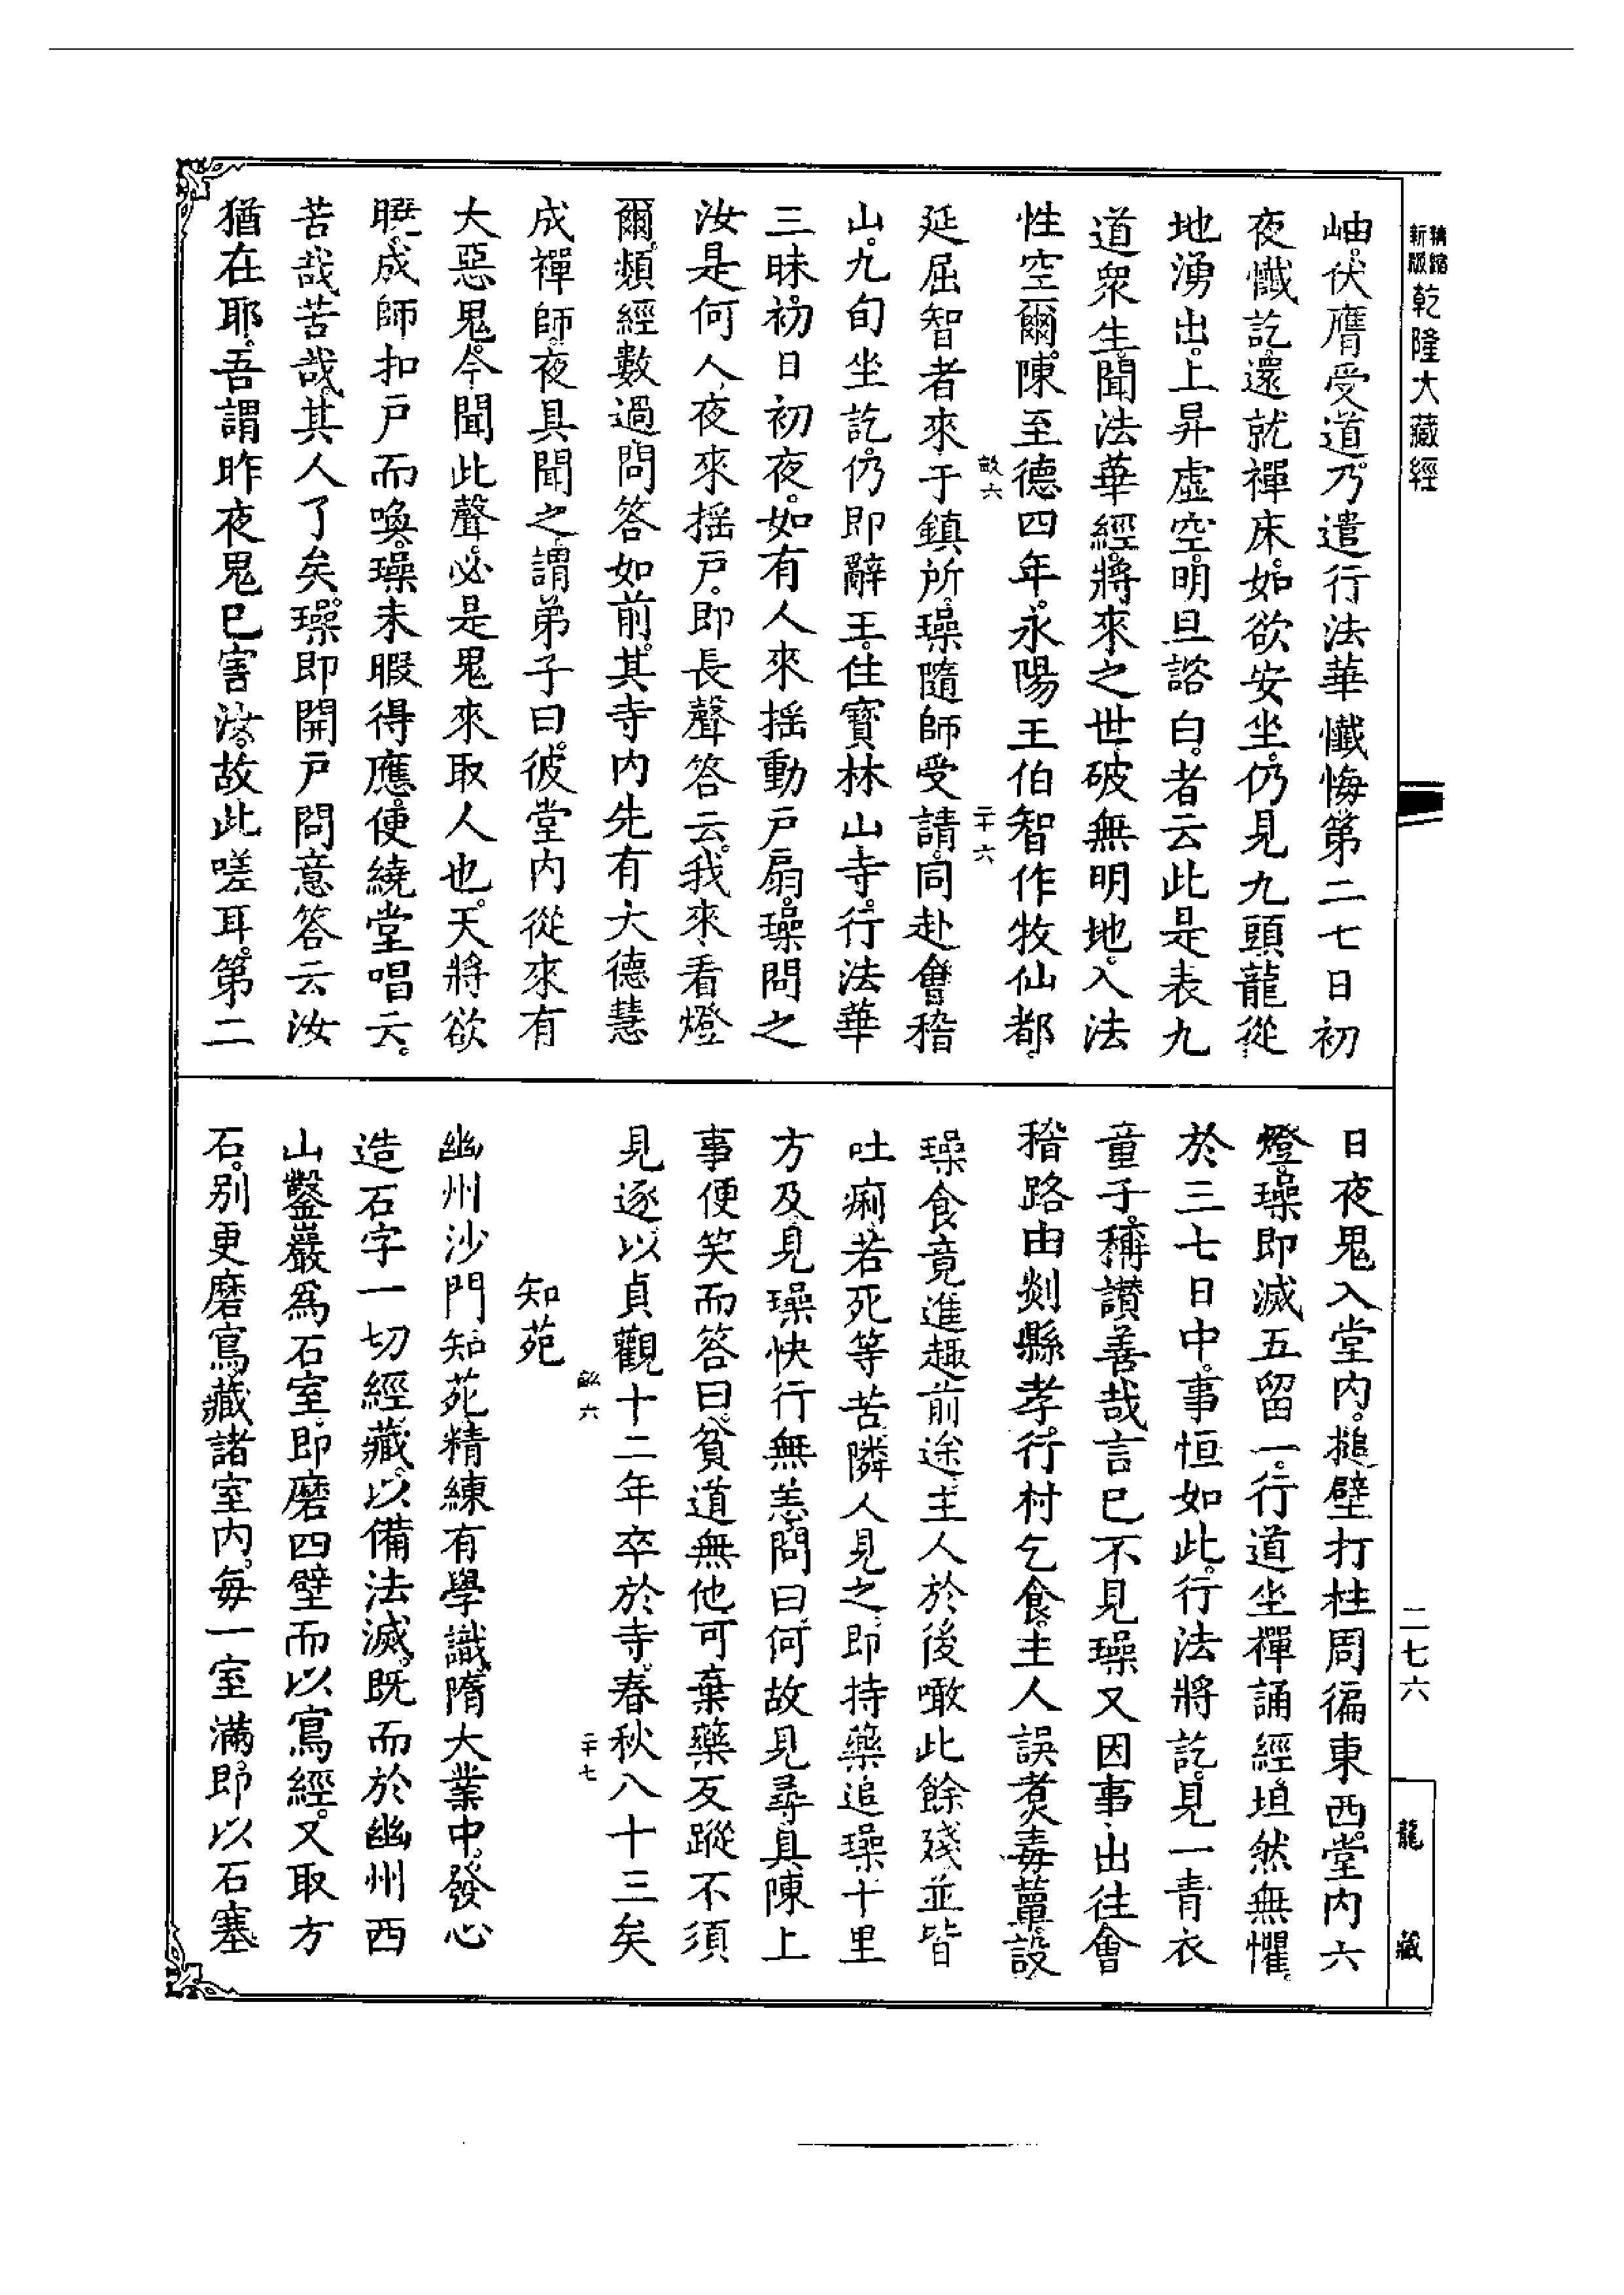 精縮新版 乾隆大藏經
岫。伏膺受道。乃遣行法華懺悔第二七日初
夜懺訖。還就禪床。如欲安坐。仍見九頭龍從
地湧出。上昇虛空。明旦諮白。者云此是表九
道衆生。聞法華經。將來之世。破無明地。入法
性空爾。陳至德四年。永陽王伯智作牧仙都。
畝六 二十六
延屈智者來于鎮所。璪隨師受請。同赴會稽
山。九旬坐訖。仍即辭王。住寶林山寺。行法華
三昧。初日初夜。如有人來摇動戶扇。璪問之
汝是何人。夜來摇戶。即長聲答云。我來看燈
爾。頻經數過。問答如前。其寺內先有大德慧
成禪師。夜具聞之。謂弟子曰。彼堂內從來有
大惡鬼。今聞此聲。必是鬼來取人也。天將欲
曉。成師扣戶而喚。璪未暇得應。便繞堂唱云。
苦哉苦哉。其人了矣。璪即開戶問意。答云汝
猶在耶。吾謂昨夜鬼已害汝。故此嗟耳。第二
日夜鬼入堂內。搥壁打柱周徧東西。堂內六
燈。璪即滅五留一。行道坐禪誦經。坦然無懼。
於三七日中。事恒如此。行法將訖。見一青衣
童子。稱讃善哉。言已不見。璪又因事出往會
稽。路由剡縣孝行村乞食。主人誤煑毒䕬。設
璪食竟進趣前途。主人於後噉此餘殘。並皆
吐痢。若死等苦。隣人見之。即持藥追璪十里
方及。見璪快行無恙。問曰。何故見尋。具陳上
事。便笑而答曰。貧道無他。可棄藥反蹤。不須
見逐。以貞觀十二年卒於寺。春秋八十三矣
畝六 二十七
知苑
幽州沙門知苑。精練有學識。隋大業中。發心
造石字一切經藏。以備法滅。既而於幽州西
山鑿巖爲石室。即磨四壁而以寫經。又取方
石。别更磨寫。藏諸室內。每一室滿。即以石塞
二七六
龍藏